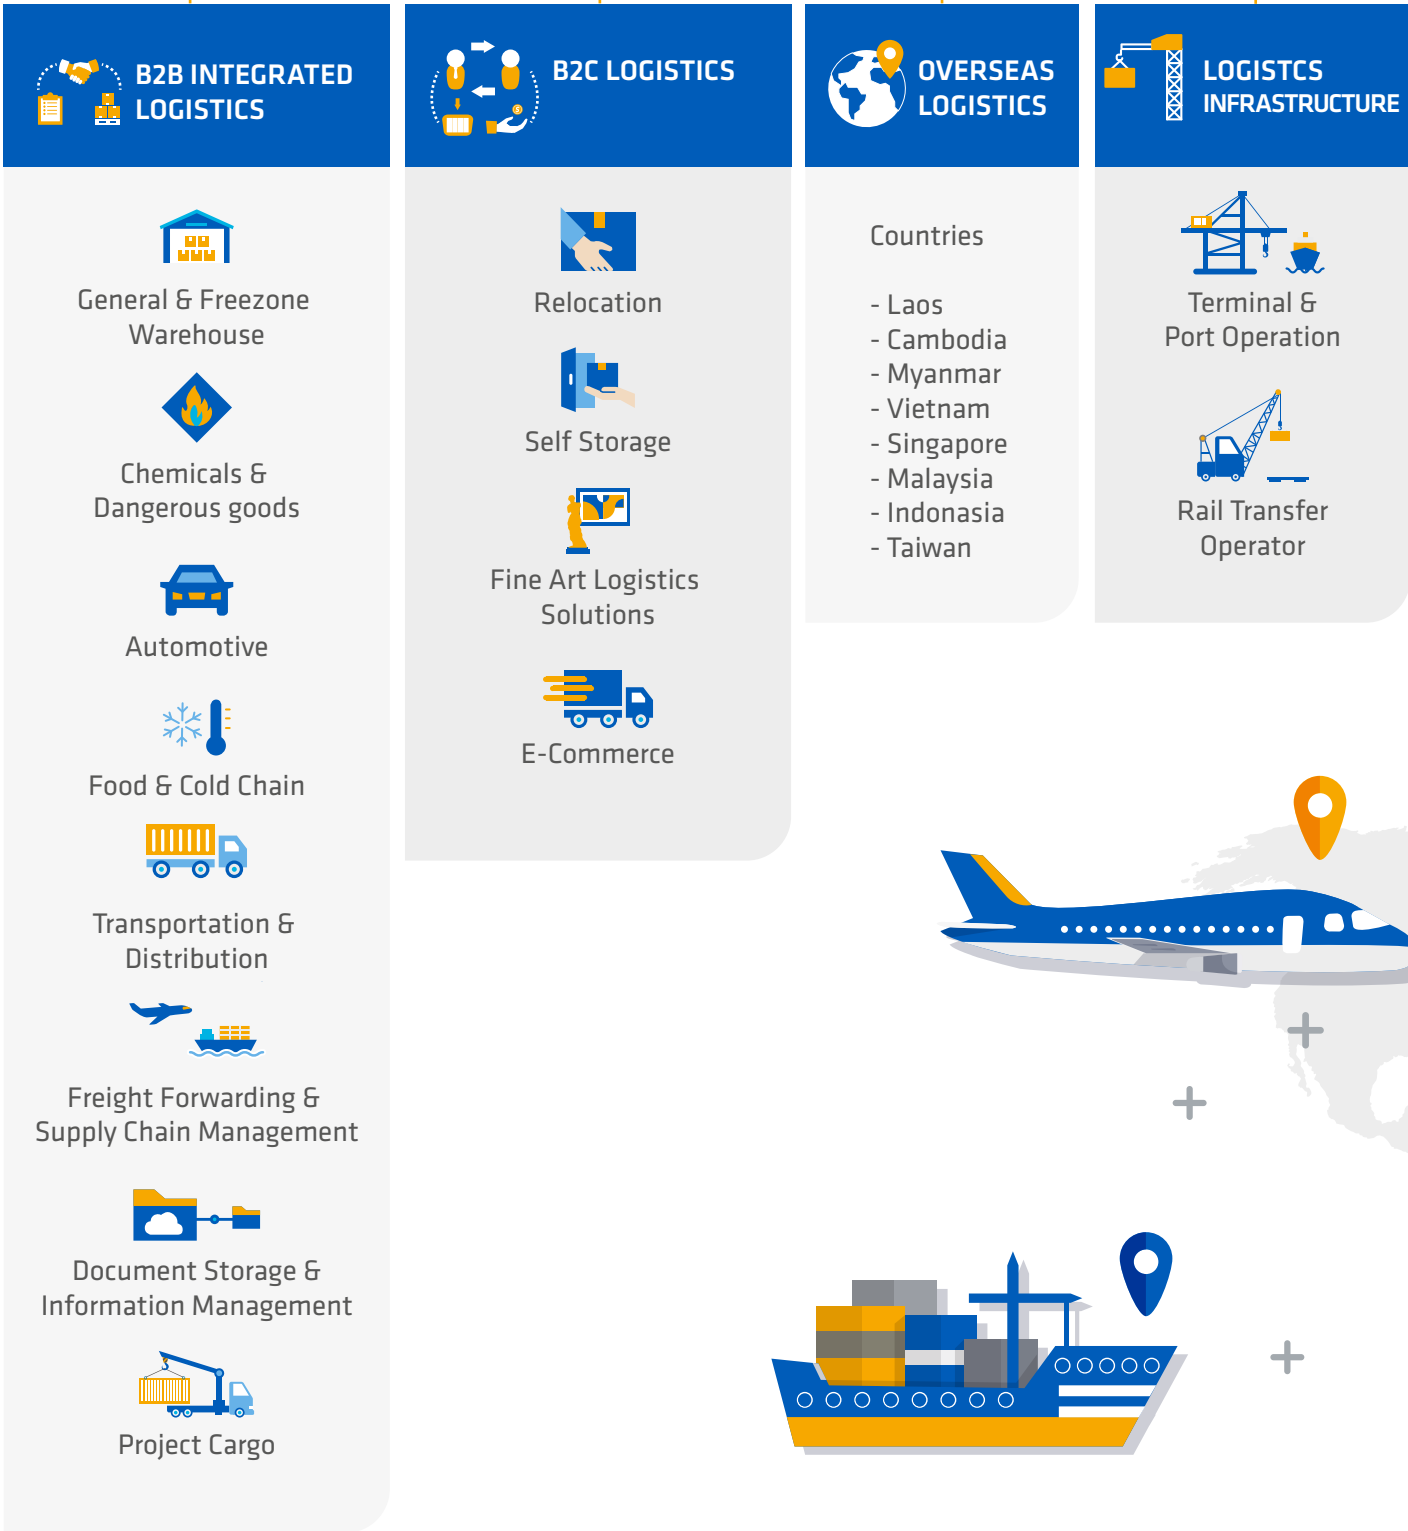 B2B INTEGRATED
LOGISTICS
General & Freezone
Warehouse
Chemicals &
Dangerous goods
Automotive
Food & Cold Chain
Transportation &
Distribution
Freight Forwarding &
Supply Chain Management
Document Storage &
Information Management
Project Cargo
B2C LOGISTICS
Relocation
Self Storage
Fine Art Logistics
Solutions
E-Commerce
OVERSEAS
LOGISTICS
Countries
- Laos
- Cambodia
- Myanmar
- Vietnam
- Singapore
- Malaysia
- Indonasia
- Taiwan
LOGISTCS
INFRASTRUCTURE
Terminal &
Port Operation
Rail Transfer
Operator